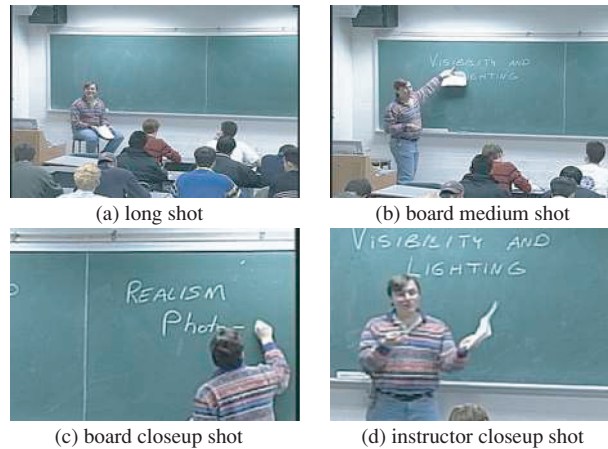 VISIBILITY AND
LIGHTING
(a) long shot
(b) board medium shot
REALISM
Photo-
VISIBILITY AND
LIGHTING
(c) board closeup shot
(d) instructor closeup shot